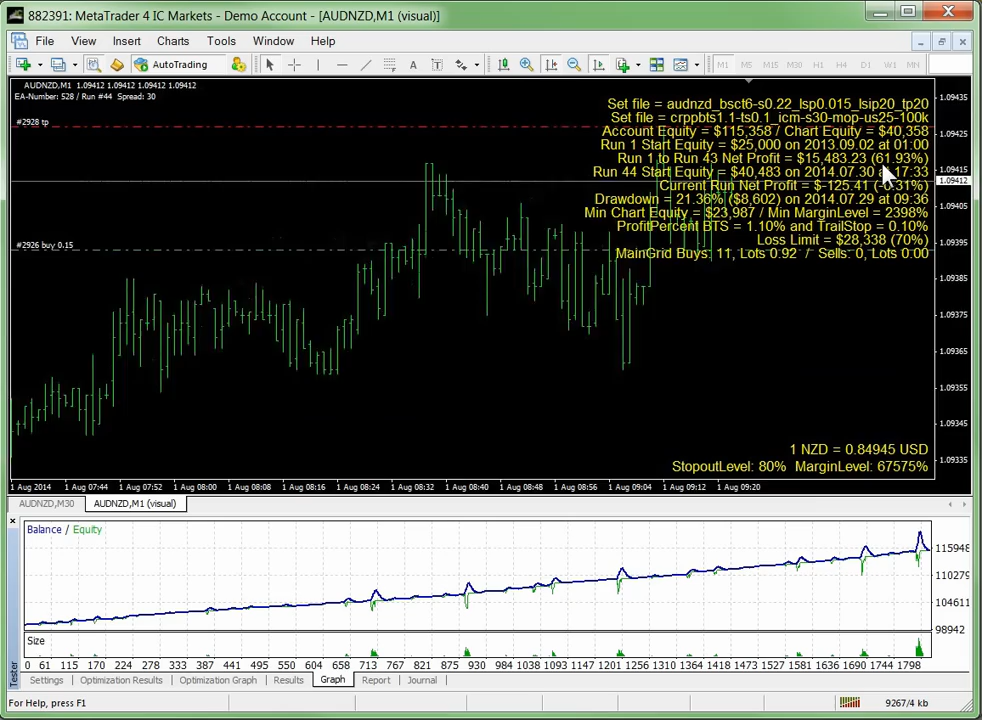 882391: MetaTrader 4 IC Markets - Demo Account - [AUDNZD,M1 (visual)]
File View Insert Charts Tools Window Help
AutoTrading M1 M5 M15 M30 H1 H4 D1 W1 MN
AUDNZD,M1 1.09412 1.09412 1.09412 1.09412
EA-Number: 528 / Run #44 Spread: 30
#2928 tp
#2926 buy 0.15
Set file = audnzd_bsct6-s0.22_lsp0.015_lsip20_tp20
Set file = crppbts1.1-ts0.1_icm-s30-mop-us25-100k
Account Equity = $115,358 / Chart Equity = $40,358
Run 1 Start Equity = $25,000 on 2013.09.02 at 01:00
Run 1 to Run 43 Net Profit = $15,483.23 (61.93%)
Run 44 Start Equity = $40,483 on 2014.07.30 at 17:33
Current Run Net Profit = $-125.41 (-0.31%)
Drawdown = 21.36% ($8,602) on 2014.07.29 at 09:36
Min Chart Equity = $23,987 / Min MarginLevel = 2398%
ProfitPercent BTS = 1.10% and TrailStop = 0.10%
Loss Limit = $28,338 (70%)
MainGrid Buys: 11, Lots 0.92 / Sells: 0, Lots 0.00
1 NZD = 0.84945 USD
StopoutLevel: 80% MarginLevel: 67575%
1.09435
1.09425
1.09415
1.09412
1.09405
1.09395
1.09385
1.09375
1.09365
1.09355
1.09345
1.09335
1 Aug 2014 1 Aug 07:44 1 Aug 07:52 1 Aug 08:00 1 Aug 08:08 1 Aug 08:16 1 Aug 08:24 1 Aug 08:32 1 Aug 08:40 1 Aug 08:48 1 Aug 08:56 1 Aug 09:04 1 Aug 09:12 1 Aug 09:20
AUDNZD,M30 AUDNZD,M1 (visual)
Balance / Equity
115948
110279
104611
98942
Size
0 61 115 170 224 278 333 387 441 495 550 604 658 713 767 821 875 930 984 1038 1093 1147 1201 1256 1310 1364 1418 1473 1527 1581 1636 1690 1744 1798
Tester
Settings Optimization Results Optimization Graph Results Graph Report Journal
For Help, press F1 9267/4 kb